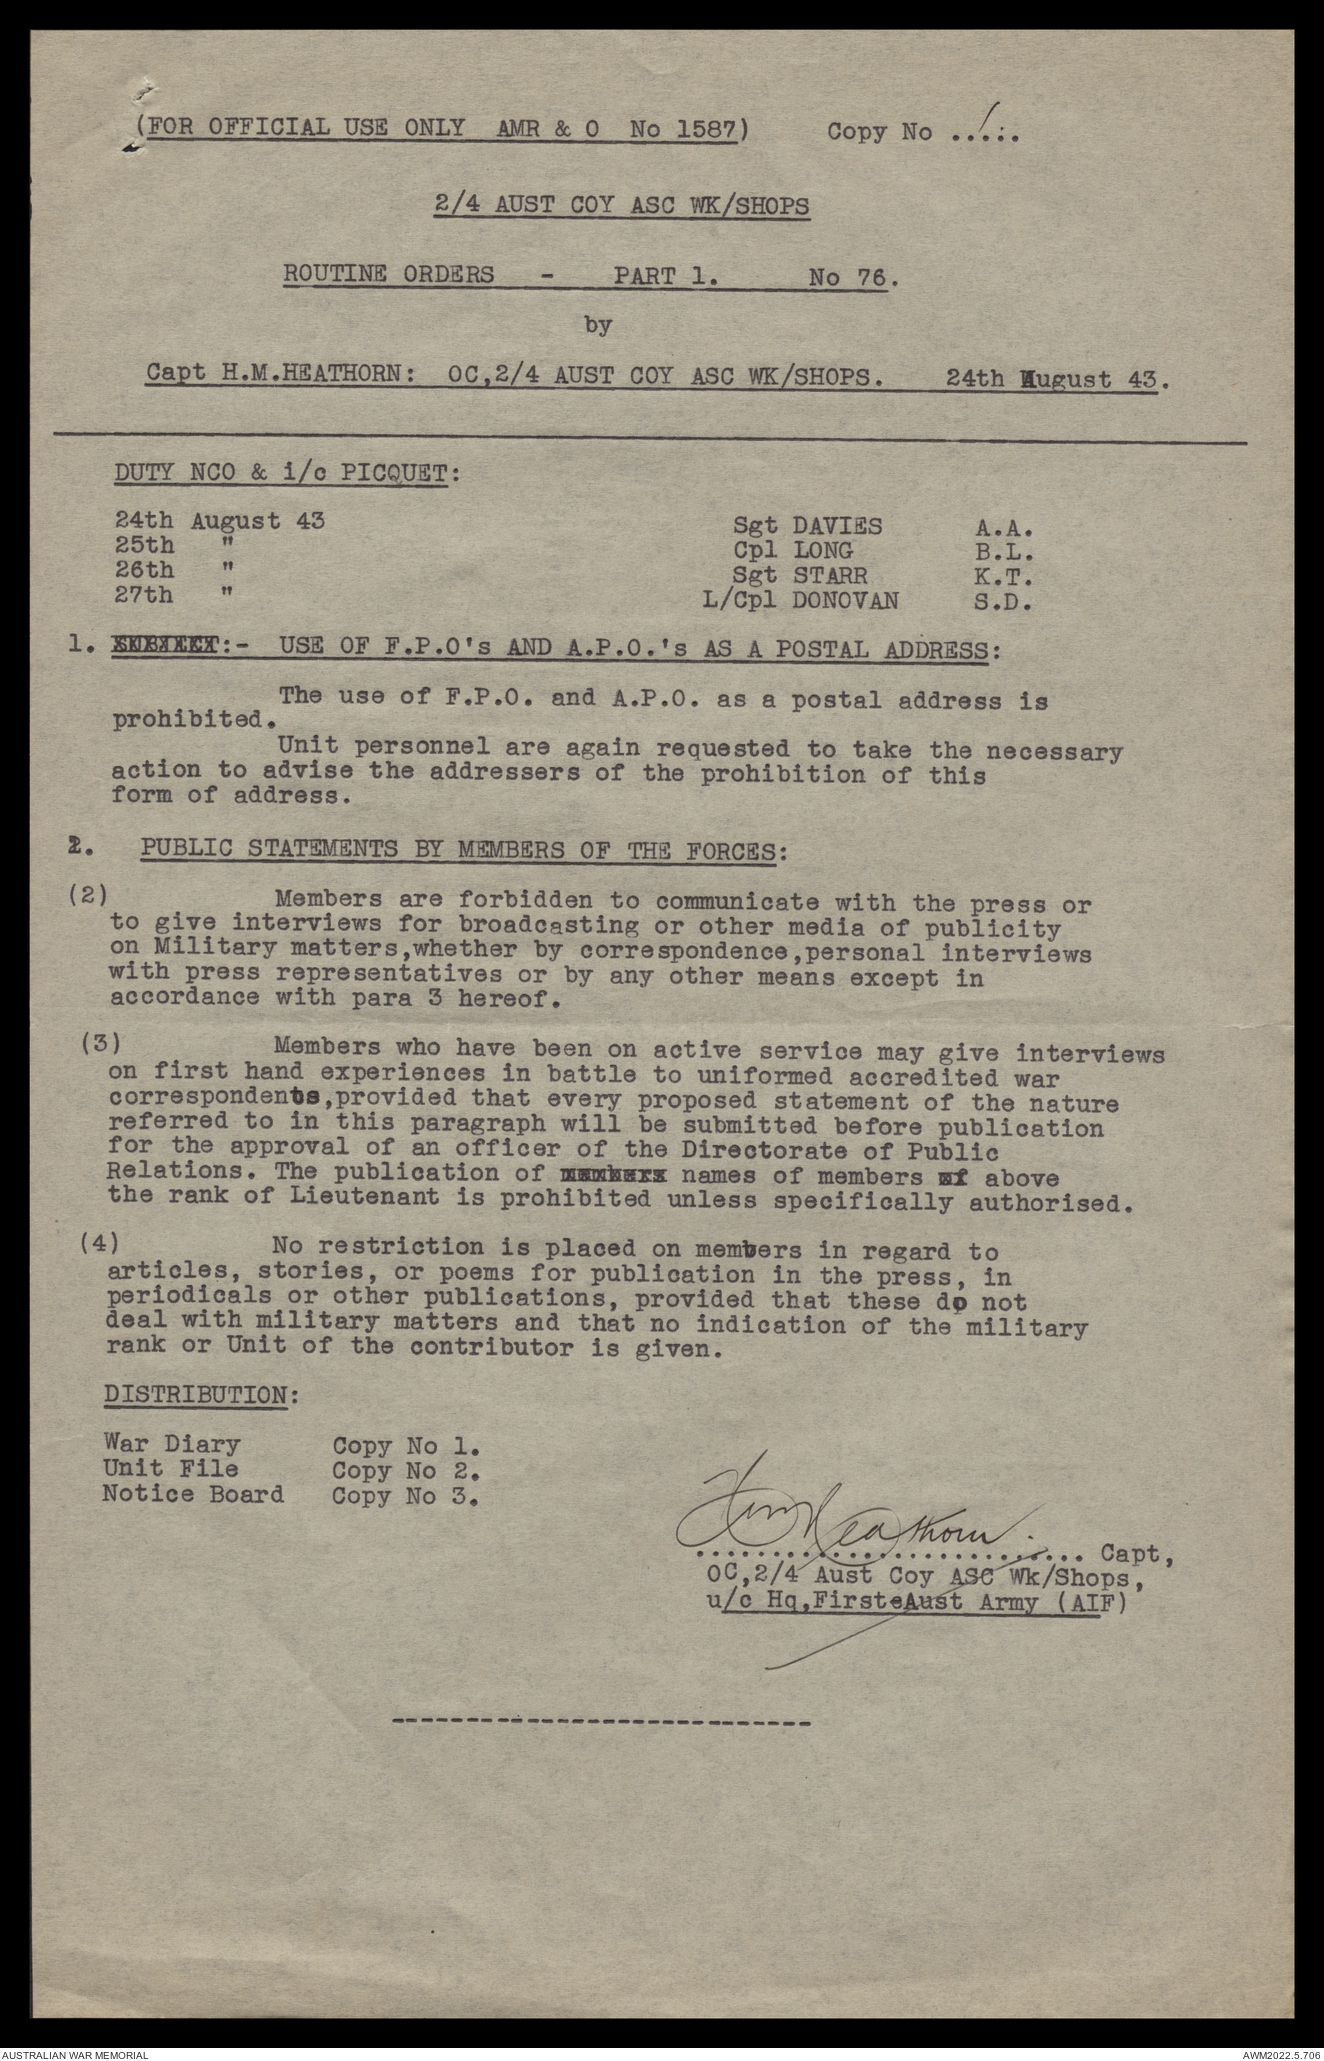 (FOR OFFICIAL USE ONLY AMR & O No 1587) Copy No ..1..
2/4 AUST COY ASC WK/SHOPS
ROUTINE ORDERS - PART 1. No 76.
by
Capt H.M.HEATHORN: OC,2/4 AUST COY ASC WK/SHOPS. 24th August 43.
DUTY NCO & i/c PICQUET:
24th August 43 Sgt DAVIES A.A.
25th " Cpl LONG B.L.
26th " Sgt STARR K.T.
27th " L/Cpl DONOVAN S.D.
1. SUBJECT:- USE OF F.P.O's AND A.P.O.'s AS A POSTAL ADDRESS:
The use of F.P.O. and A.P.O. as a postal address is
prohibited.
Unit personnel are again requested to take the necessary
action to advise the addressers of the prohibition of this
form of address.
2. PUBLIC STATEMENTS BY MEMBERS OF THE FORCES:
(2) Members are forbidden to communicate with the press or
to give interviews for broadcasting or other media of publicity
on Military matters,whether by correspondence,personal interviews
with press representatives or by any other means except in
accordance with para 3 hereof.
(3) Members who have been on active service may give interviews
on first hand experiences in battle to uniformed accredited war
correspondents,provided that every proposed statement of the nature
referred to in this paragraph will be submitted before publication
for the approval of an officer of the Directorate of Public
Relations. The publication of members names of members of above
the rank of Lieutenant is prohibited unless specifically authorised.
(4) No restriction is placed on members in regard to
articles, stories, or poems for publication in the press, in
periodicals or other publications, provided that these do not
deal with military matters and that no indication of the military
rank or Unit of the contributor is given.
DISTRIBUTION:
War Diary Copy No 1.
Unit File Copy No 2.
Notice Board Copy No 3.
HM Heathorn
.......................... Capt,
OC,2/4 Aust Coy ASC Wk/Shops,
u/c Hq,First Aust Army (AIF)
---------------------------
AUSTRALIAN WAR MEMORIAL AWM2022.5.706